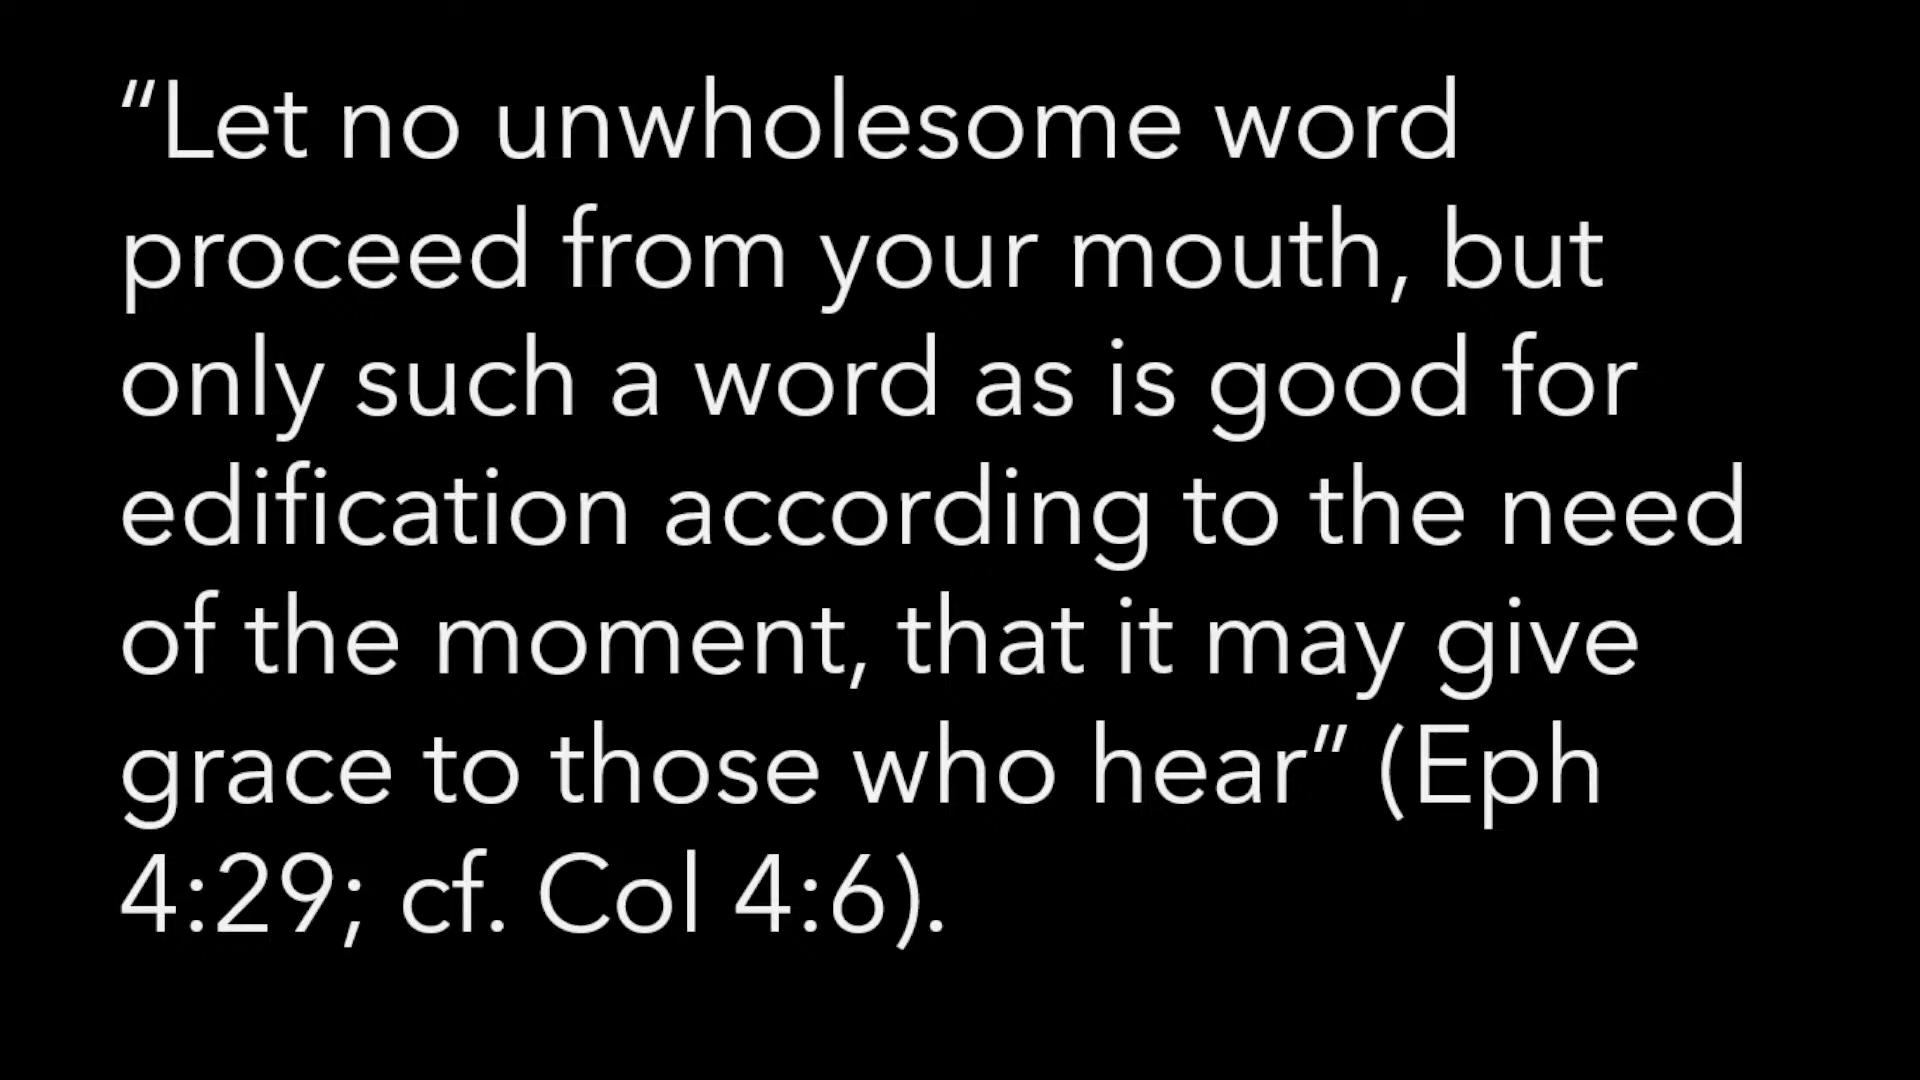 “Let no unwholesome word
proceed from your mouth, but
only such a word as is good for
edification according to the need
of the moment, that it may give
grace to those who hear” (Eph
4:29; cf. Col 4:6).